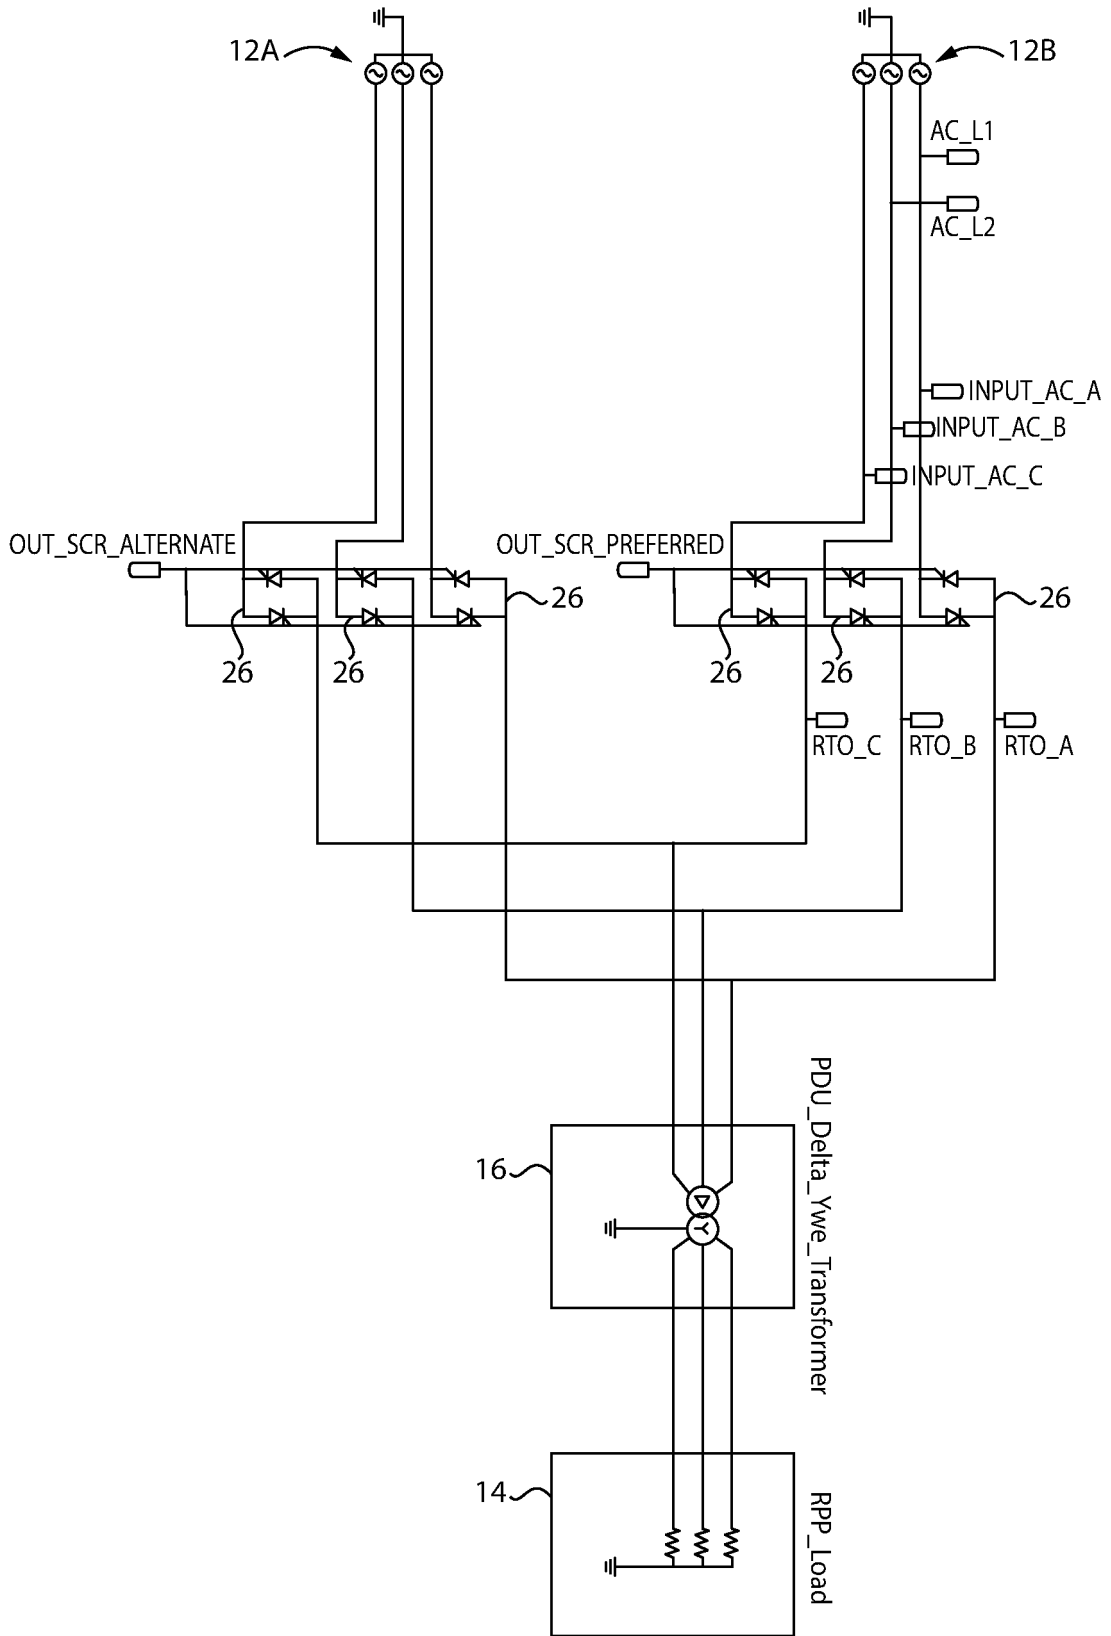 12A
12B
AC_L1
AC_L2
INPUT_AC_A
INPUT_AC_B
INPUT_AC_C
OUT_SCR_ALTERNATE
OUT_SCR_PREFERRED
26
26
26
26
26
26
RTO_C
RTO_B
RTO_A
PDU_Delta_Ywe_Transformer
16
14
RPP_Load